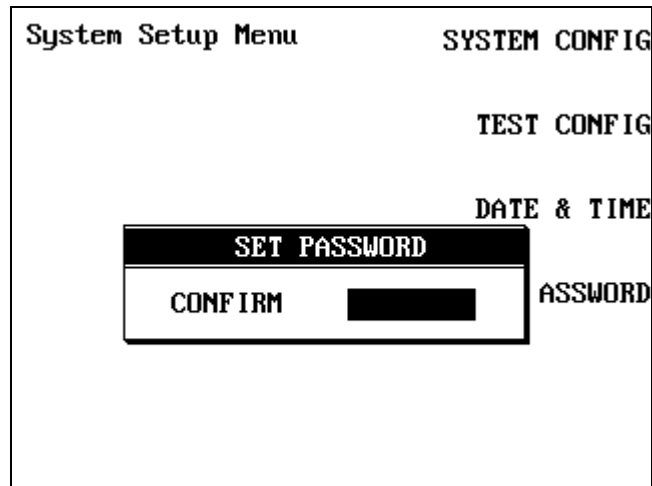 System Setup Menu
SYSTEM CONFIG
TEST CONFIG
DATE & TIME
SET PASSWORD
CONFIRM
ASSWORD